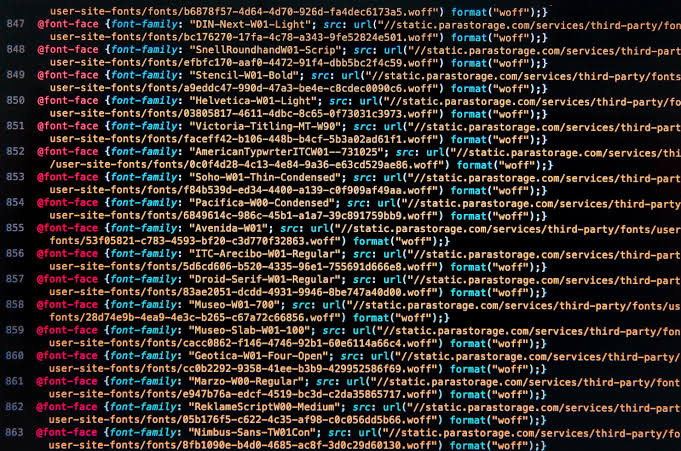 user-site-fonts/fonts/b6878f57-4d64-4d70-926d-fa4dec6173a5.woff") format("woff");}
847 @font-face {font-family: "DIN-Next-W01-Light"; src: url("//static.parastorage.com/services/third-party/fonts
user-site-fonts/fonts/bc176270-17fa-4c78-a343-9fe52824e501.woff") format("woff");}
848 @font-face {font-family: "SnellRoundhandW01-Scrip"; src: url("//static.parastorage.com/services/third-party/
user-site-fonts/fonts/efbfc170-aaf0-4472-91f4-dbb5bc2f4c59.woff") format("woff");}
849 @font-face {font-family: "Stencil-W01-Bold"; src: url("//static.parastorage.com/services/third-party/fonts
user-site-fonts/fonts/a9eddc47-990d-47a3-be4e-c8cdec0090c6.woff") format("woff");}
850 @font-face {font-family: "Helvetica-W01-Light"; src: url("//static.parastorage.com/services/third-party/
user-site-fonts/fonts/03805817-4611-4dbc-8c65-0f73031c3973.woff") format("woff");}
851 @font-face {font-family: "Victoria-Titling-MT-W90"; src: url("//static.parastorage.com/services/third-party/
user-site-fonts/fonts/faceff42-b106-448b-b4cf-5b3a02ad61f1.woff") format("woff");}
852 @font-face {font-family: "AmericanTypwrterITCW01--731025"; src: url("//static.parastorage.com/services/thi
/user-site-fonts/fonts/0c0f4d28-4c13-4e84-9a36-e63cd529ae86.woff") format("woff");}
853 @font-face {font-family: "Soho-W01-Thin-Condensed"; src: url("//static.parastorage.com/services/third-part
user-site-fonts/fonts/f84b539d-ed34-4400-a139-c0f909af49aa.woff") format("woff");}
854 @font-face {font-family: "Pacifica-W00-Condensed"; src: url("//static.parastorage.com/services/third-party
user-site-fonts/fonts/6849614c-986c-45b1-a1a7-39c891759bb9.woff") format("woff");}
855 @font-face {font-family: "Avenida-W01"; src: url("//static.parastorage.com/services/third-party/fonts/user
fonts/53f05821-c783-4593-bf20-c3d770f32863.woff") format("woff");}
856 @font-face {font-family: "ITC-Arecibo-W01-Regular"; src: url("//static.parastorage.com/services/third-part
user-site-fonts/fonts/5d6cd606-b520-4335-96e1-755691d666e8.woff") format("woff");}
857 @font-face {font-family: "Droid-Serif-W01-Regular"; src: url("//static.parastorage.com/services/third-part
user-site-fonts/fonts/83ae2051-dcdd-4931-9946-8be747a40d00.woff") format("woff");}
858 @font-face {font-family: "Museo-W01-700"; src: url("//static.parastorage.com/services/third-party/fonts/us
fonts/28d74e9b-4ea9-4e3c-b265-c67a72c66856.woff") format("woff");}
859 @font-face {font-family: "Museo-Slab-W01-100"; src: url("//static.parastorage.com/services/third-party/fon
user-site-fonts/fonts/cacc0862-f146-4746-92b1-60e6114a66c4.woff") format("woff");}
860 @font-face {font-family: "Geotica-W01-Four-Open"; src: url("//static.parastorage.com/services/third-party/
user-site-fonts/fonts/cc0b2292-9358-41ee-b3b9-429952586f69.woff") format("woff");}
861 @font-face {font-family: "Marzo-W00-Regular"; src: url("//static.parastorage.com/services/third-party/font
user-site-fonts/fonts/e947b76a-edcf-4519-bc3d-c2da35865717.woff") format("woff");}
862 @font-face {font-family: "ReklameScriptW00-Medium"; src: url("//static.parastorage.com/services/third-part
user-site-fonts/fonts/05b176f5-c622-4c35-af98-c0c056dd5b66.woff") format("woff");}
863 @font-face {font-family: "Nimbus-Sans-TW01Con"; src: url("//static.parastorage.com/services/third-party/fo
user-site-fonts/fonts/8fb1090e-b4d0-4685-ac8f-3d0c29d60130.woff") format("woff");}